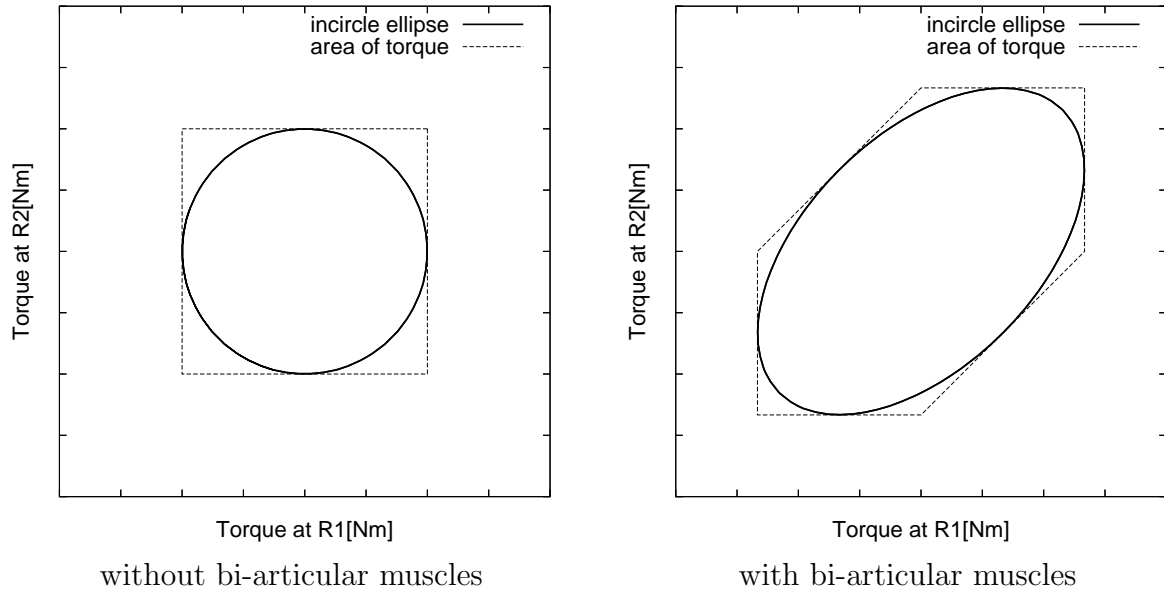 incircle ellipse
area of torque
Torque at R2[Nm]
Torque at R1[Nm]
without bi-articular muscles
incircle ellipse
area of torque
Torque at R2[Nm]
Torque at R1[Nm]
with bi-articular muscles